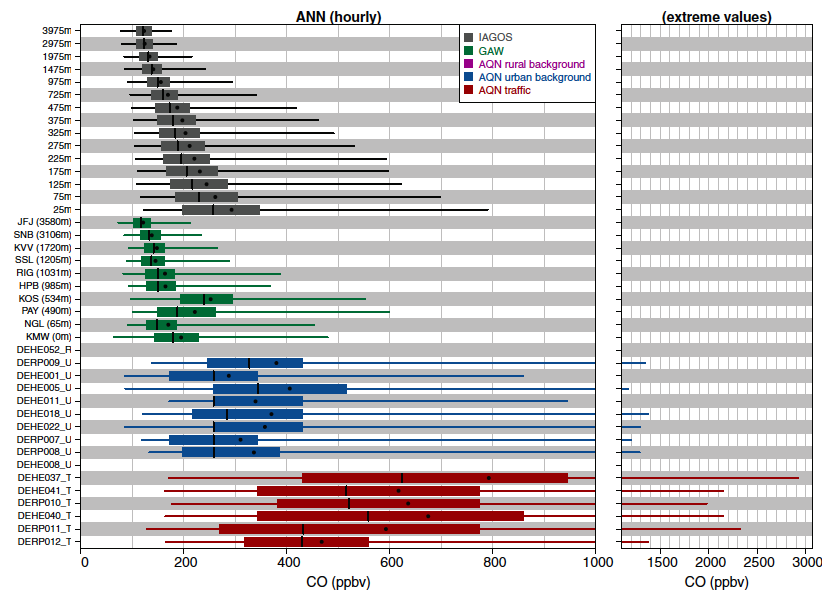 ANN (hourly)
(extreme values)
3975m
2975m
1975m
1475m
975m
725m
475m
375m
325m
275m
225m
175m
125m
75m
25m
JFJ (3580m)
SNB (3106m)
KVV (1720m)
SSL (1205m)
RIG (1031m)
HPB (985m)
KOS (534m)
PAY (490m)
NGL (65m)
KMW (0m)
DEHE052_R
DERP009_U
DEHE001_U
DEHE005_U
DEHE011_U
DEHE018_U
DEHE022_U
DERP007_U
DERP008_U
DEHE008_U
DEHE037_T
DEHE041_T
DERP010_T
DEHE040_T
DERP011_T
DERP012_T
IAGOS
GAW
AQN rural background
AQN urban background
AQN traffic
0 200 400 600 800 1000
1500 2000 2500 3000
CO (ppbv)
CO (ppbv)